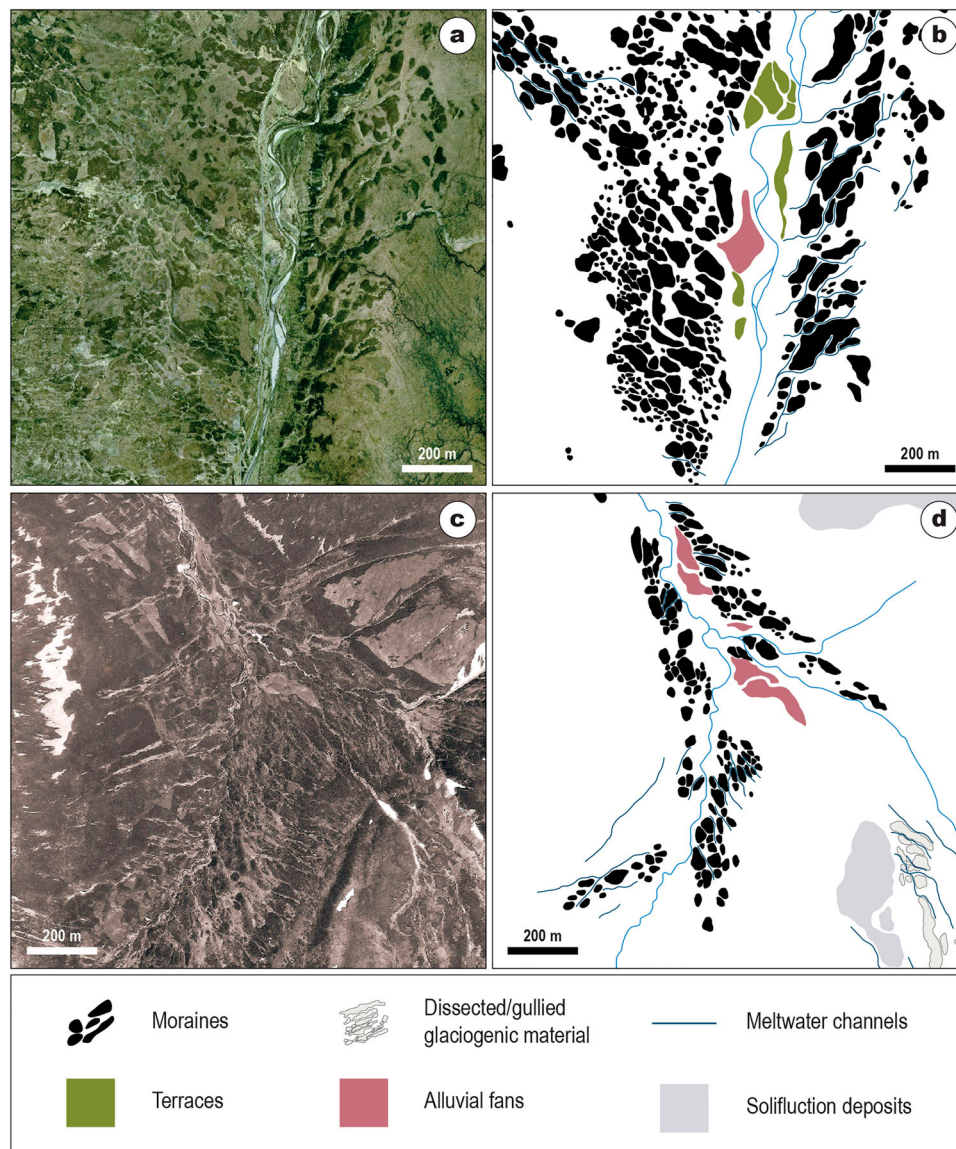 a
b
200 m
200 m
c
d
200 m
200 m
Moraines
Dissected/gullied
glaciogenic material
Meltwater channels
Terraces
Alluvial fans
Solifluction deposits